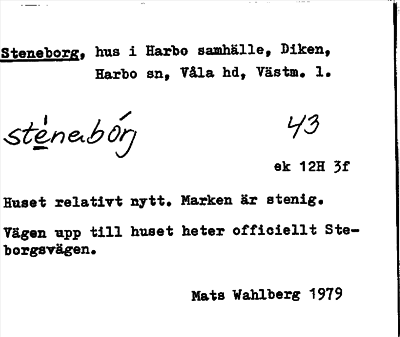 Steneborg, hus i Harbo samhälle, Diken,
Harbo sn, Våla hd, Västm. l.
sténabórj 43
ek 12H 3f
Huset relativt nytt. Marken är stenig.
Vägen upp till huset heter officiellt Ste-
borgsvägen.
Mats Wahlberg 1979